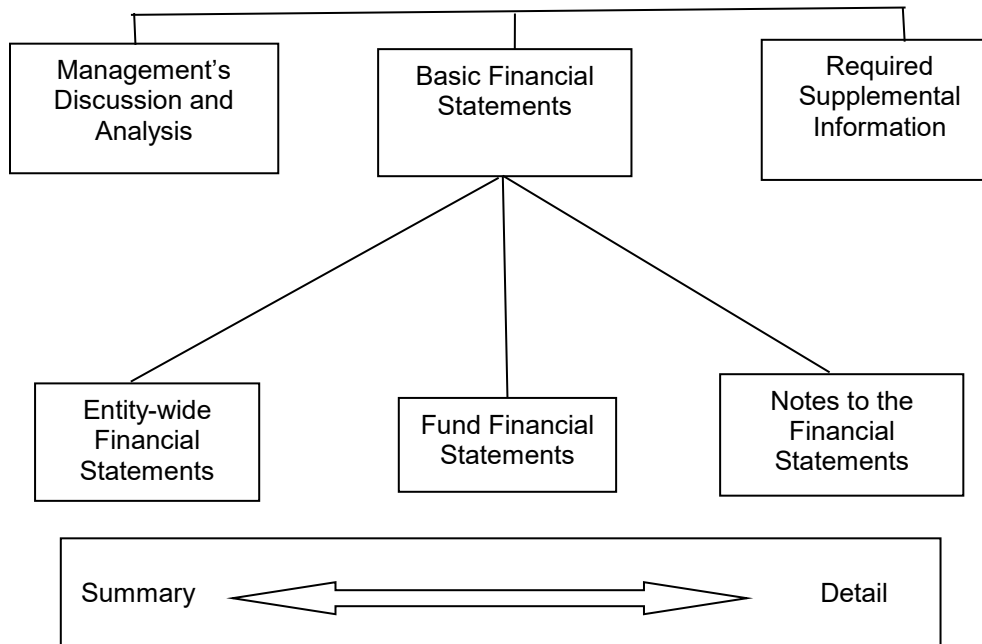 Management’s
Discussion and
Analysis
Basic Financial
Statements
Required
Supplemental
Information
Entity-wide
Financial
Statements
Fund Financial
Statements
Notes to the
Financial
Statements
Summary
Detail